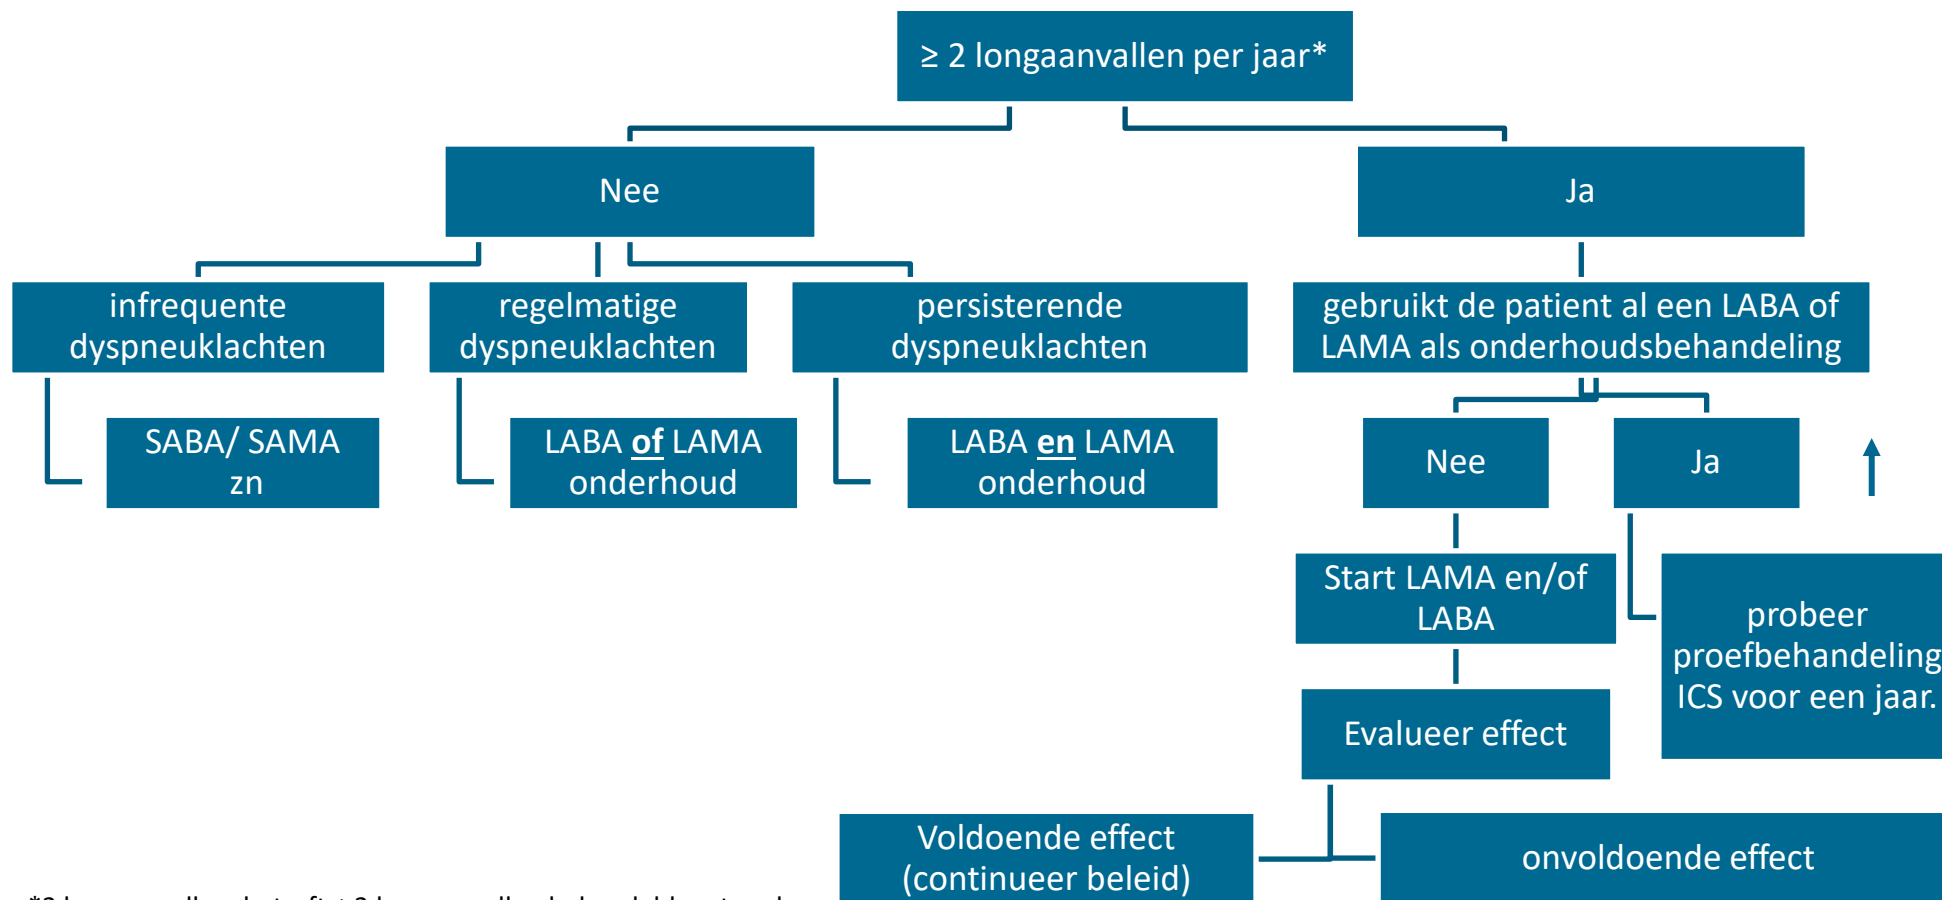 ≥ 2 longaanvallen per jaar*
Nee
Ja
infrequente
dyspneuklachten
regelmatige
dyspneuklachten
persisterende
dyspneuklachten
gebruikt de patient al een LABA of
LAMA als onderhoudsbehandeling
SABA/ SAMA
zn
LABA of LAMA
onderhoud
LABA en LAMA
onderhoud
Nee
Ja
Start LAMA en/of
LABA
probeer
proefbehandeling
ICS voor een jaar.
Evalueer effect
Voldoende effect
(continueer beleid)
onvoldoende effect